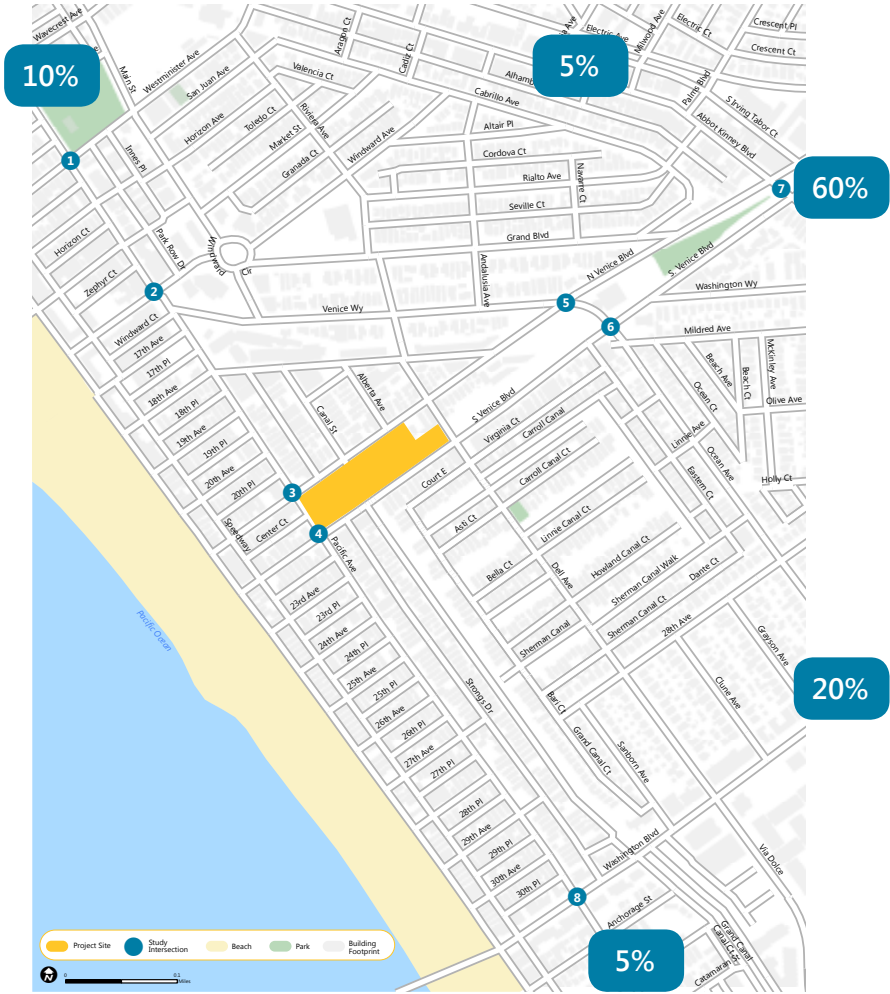 Wavecrest Ave
Ave
Main St
Westminister Ave
San Juan Ave
Aragon Ct
Cadiz Ct
Valencia Ct
Electric Ave
Milwood Ave
Electric Ct
Crescent Pl
Crescent Ct
10%
5%
Alhamb
Cabrillo Ave
Palms Blvd
S Irving Tabor Ct
Abbot Kinney Blvd
Horizon Ave
Toledo Ct
Market St
Riviera Ave
Granada Ct
Windward Ave
Altair Pl
Cordova Ct
Rialto Ave
Navarre Ct
Seville Ct
Grand Blvd
1
Innes Pl
7
60%
Horizon Ct
Park Row Dr
Windward
Cir
Zephyr Ct
2
Andalusia Ave
N Venice Blvd
S. Venice Blvd
Washington Wy
Venice Wy
5
6
Mildred Ave
Windward Ct
17th Ave
17th Pl
18th Ave
18th Pl
19th Ave
19th Pl
20th Ave
20th Pl
Speedway
Center Ct
Canal St
Alberta Ave
S Venice Blvd
Virginia Ct
Carroll Canal
Carroll Canal Ct
Beach Ave
Beach Ct
McKinley Ave
Olive Ave
Ocean Ct
Linnie Ave
Ocean Ave
Eastern Ct
Holly Ct
3
4
Court E
Pacific Ave
Asti Ct
Linnie Canal Ct
Bella Ct
Dell Ave
Howland Canal Ct
Sherman Canal Walk
Dante Ct
Sherman Canal Ct
Sherman Canal
28th Ave
Grayson Ave
Clune Ave
20%
23rd Ave
23rd Pl
24th Ave
24th Pl
25th Ave
25th Pl
26th Ave
26th Pl
27th Ave
27th Pl
28th Pl
29th Ave
29th Pl
30th Ave
30th Pl
Strongs Dr
Bari Ct
Grand Canal Ct
Sanborn Ave
Washington Blvd
Via Dolce
8
Anchorage St
Grand Canal
Canal Ct
Catamaran
5%
Pacific Ocean
Project Site
Study
Intersection
Beach
Park
Building
Footprint
N
0
0.1
Miles